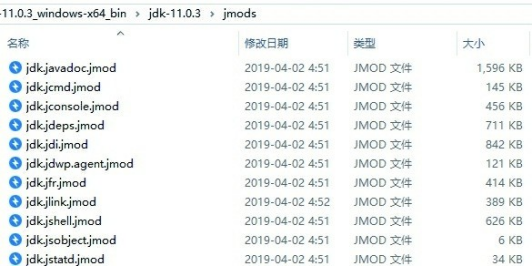 -11.0.3_windows-x64_bin › jdk-11.0.3 › jmods
名称 修改日期 类型 大小
jdk.javadoc.jmod 2019-04-02 4:51 JMOD 文件 1,596 KB
jdk.jcmd.jmod 2019-04-02 4:51 JMOD 文件 145 KB
jdk.jconsole.jmod 2019-04-02 4:51 JMOD 文件 456 KB
jdk.jdeps.jmod 2019-04-02 4:51 JMOD 文件 711 KB
jdk.jdi.jmod 2019-04-02 4:51 JMOD 文件 842 KB
jdk.jdwp.agent.jmod 2019-04-02 4:51 JMOD 文件 121 KB
jdk.jfr.jmod 2019-04-02 4:51 JMOD 文件 414 KB
jdk.jlink.jmod 2019-04-02 4:52 JMOD 文件 389 KB
jdk.jshell.jmod 2019-04-02 4:51 JMOD 文件 626 KB
jdk.jsobject.jmod 2019-04-02 4:51 JMOD 文件 6 KB
jdk.jstatd.jmod 2019-04-02 4:51 JMOD 文件 34 KB